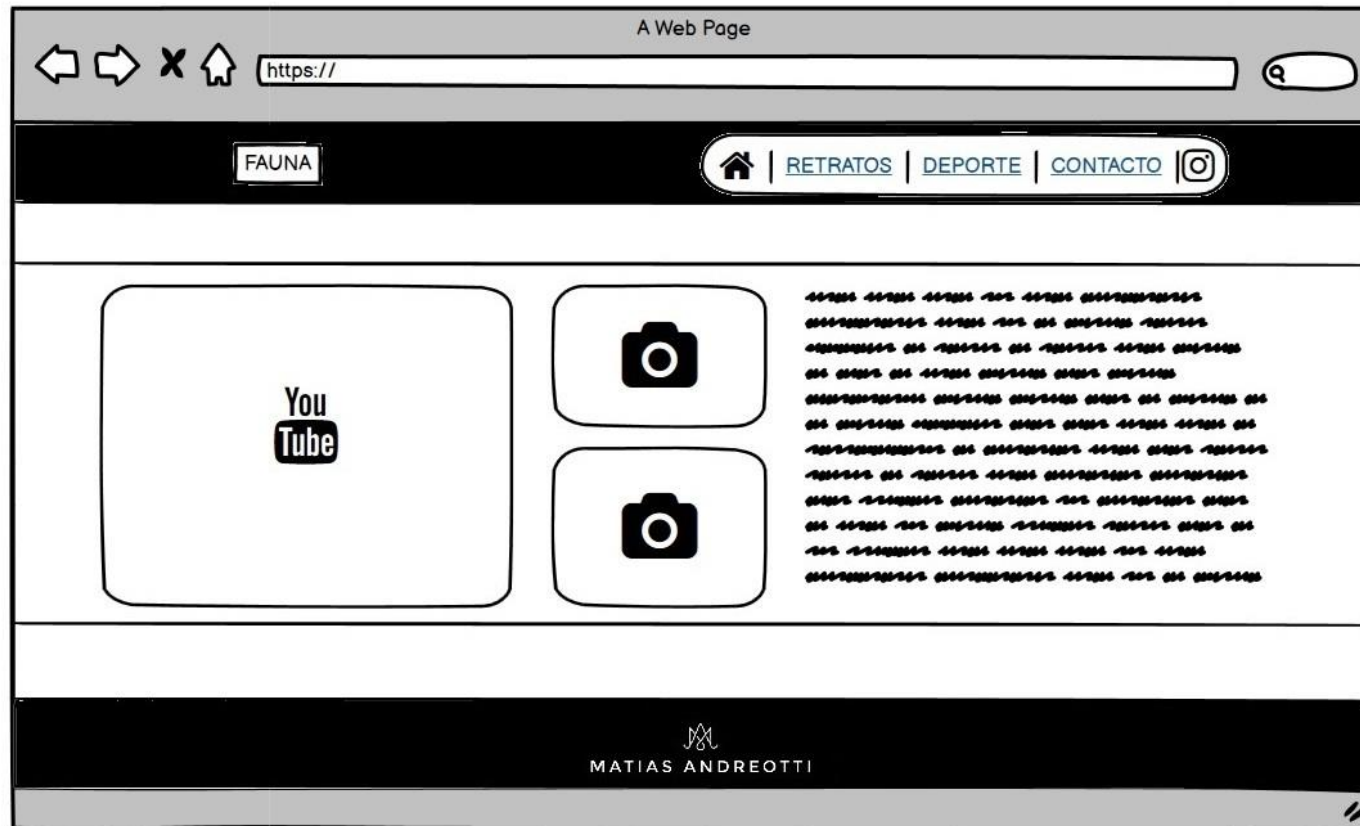 A Web Page
https://
FAUNA
RETRATOS | DEPORTE | CONTACTO
You
Tube
MATIAS ANDREOTTI